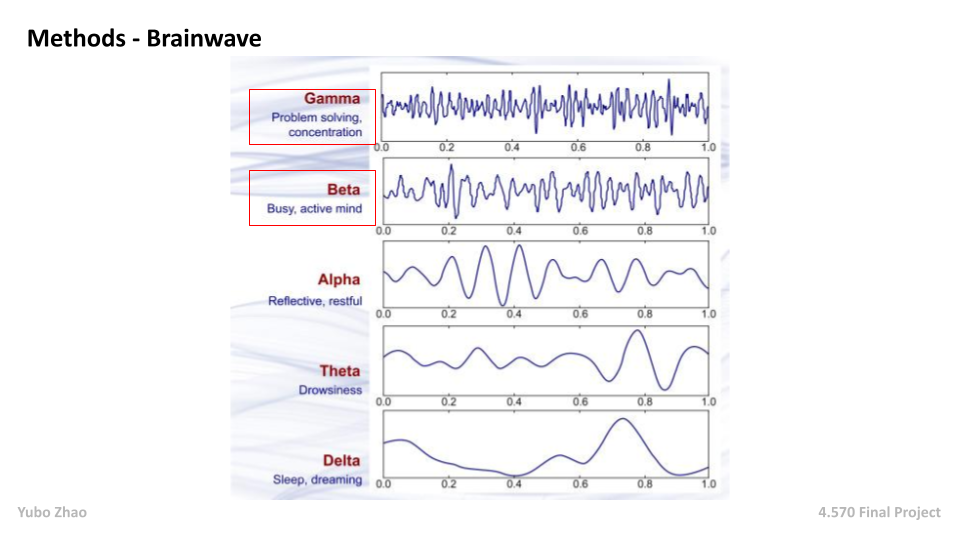 Methods - Brainwave
Gamma
Problem solving,
concentration
0.0 0.2 0.4 0.6 0.8 1.0
Beta
Busy, active mind
0.0 0.2 0.4 0.6 0.8 1.0
Alpha
Reflective, restful
0.0 0.2 0.4 0.6 0.8 1.0
Theta
Drowsiness
0.0 0.2 0.4 0.6 0.8 1.0
Delta
Sleep, dreaming
0.0 0.2 0.4 0.6 0.8 1.0
Yubo Zhao
4.570 Final Project